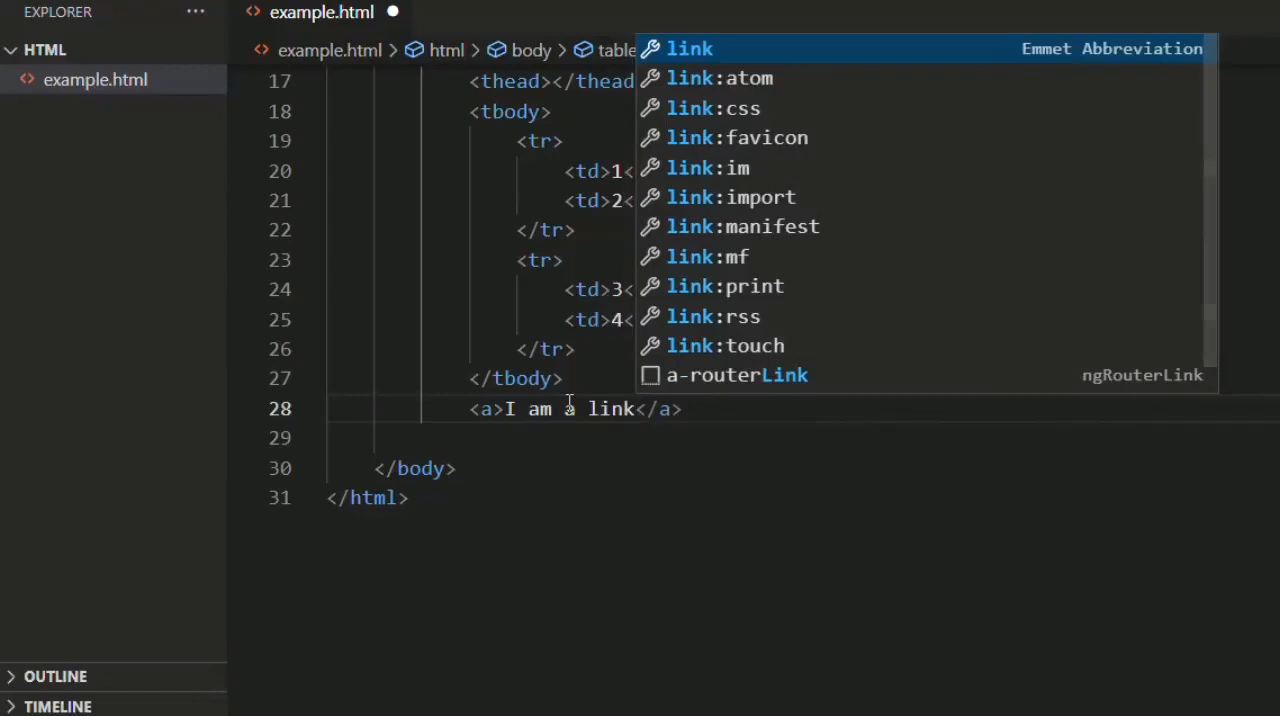 EXPLORER ···
example.html
HTML
example.html
example.html > html > body > table
link Emmet Abbreviation
link:atom
link:css
link:favicon
link:im
link:import
link:manifest
link:mf
link:print
link:rss
link:touch
a-routerLink ngRouterLink
17 <thead></thead
18 <tbody>
19 <tr>
20 <td>1<
21 <td>2<
22 </tr>
23 <tr>
24 <td>3<
25 <td>4<
26 </tr>
27 </tbody>
28 <a>I am a link</a>
29
30 </body>
31 </html>
OUTLINE
TIMELINE